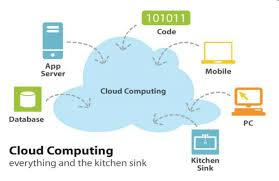 101011
Code
App
Server
Mobile
Cloud Computing
Database
PC
Kitchen
Sink
Cloud Computing
everything and the kitchen sink